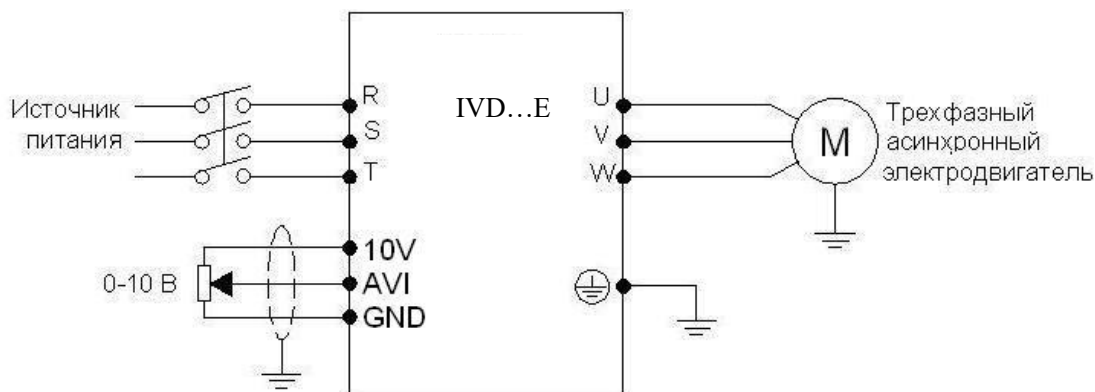 Источник
питания
R
S
T
IVD...E
U
V
W
M
Трехфазный
асинхронный
электродвигатель
0-10 В
10V
AVI
GND